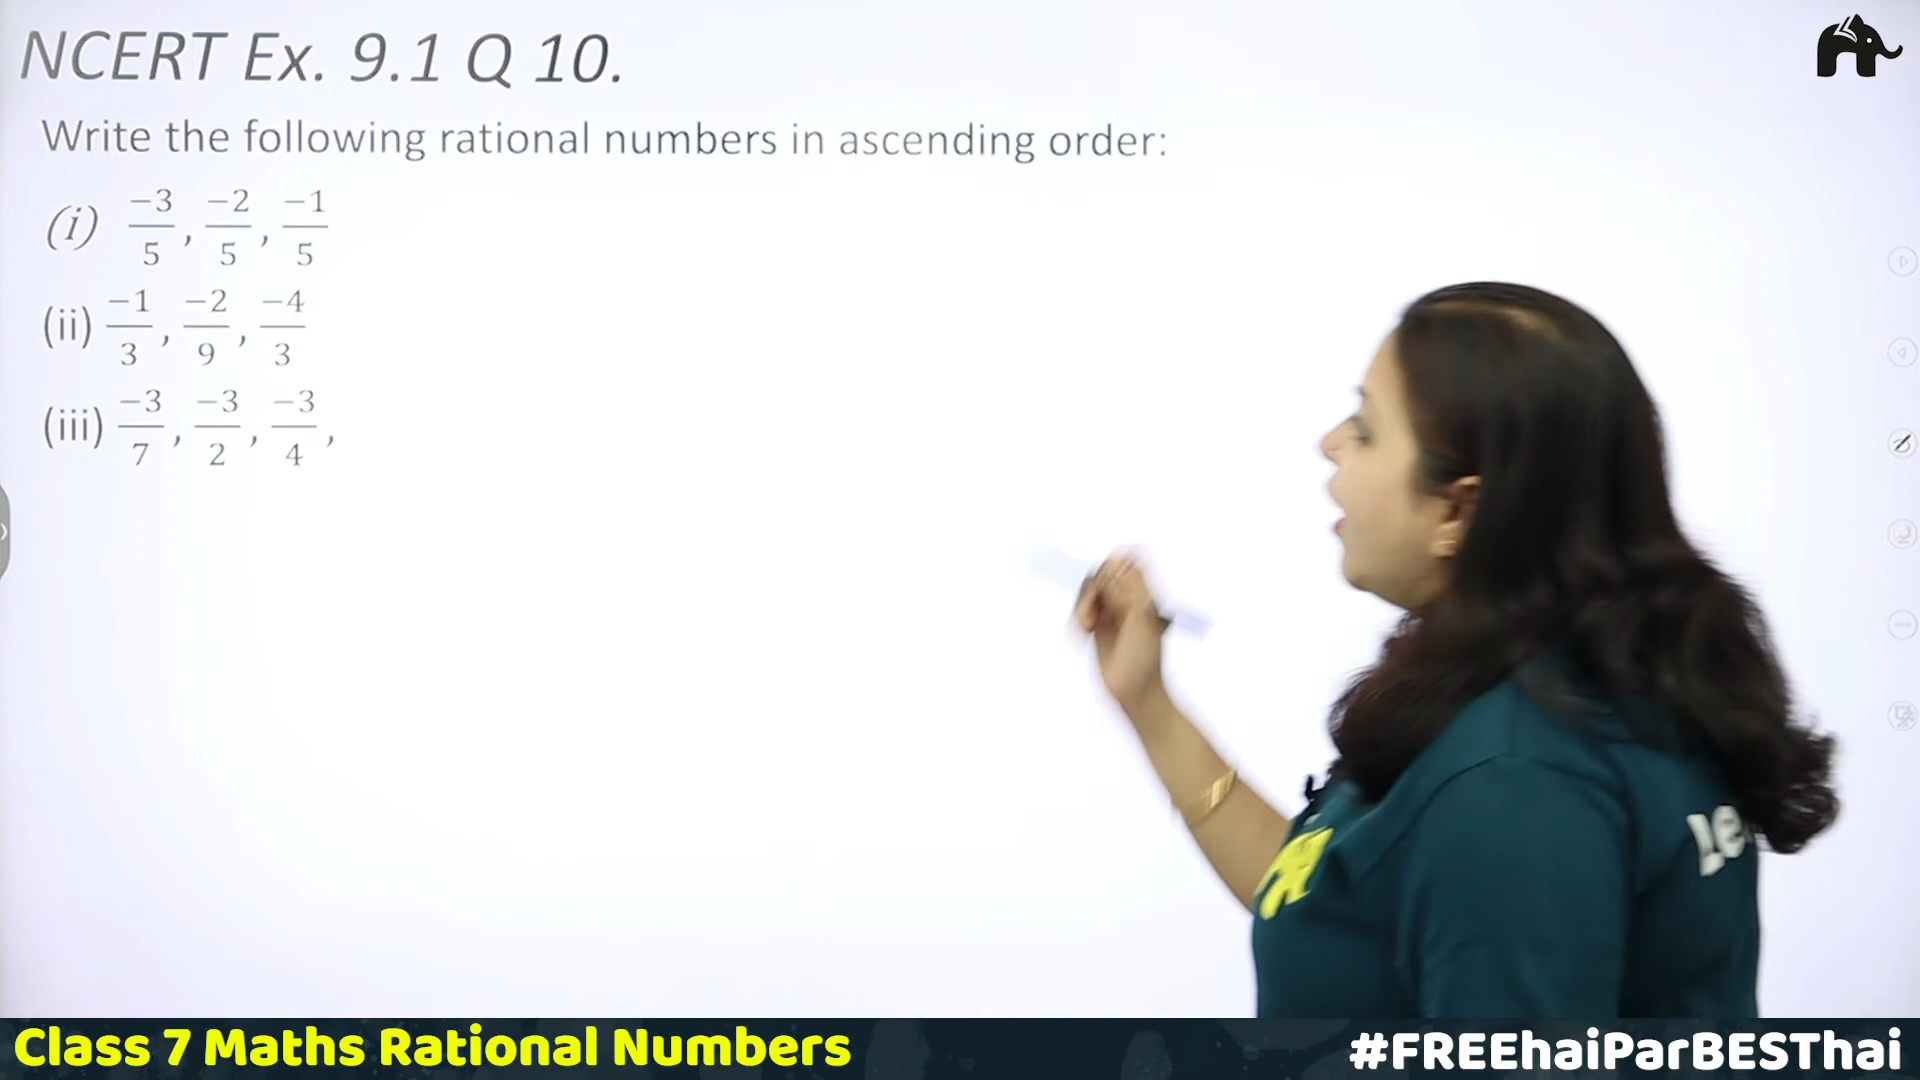 NCERT Ex. 9.1 Q 10.
Write the following rational numbers in ascending order:
(i) −3/5, −2/5, −1/5
(ii) −1/3, −2/9, −4/3
(iii) −3/7, −3/2, −3/4,
Le
Class 7 Maths Rational Numbers
#FREEhaiParBESThai